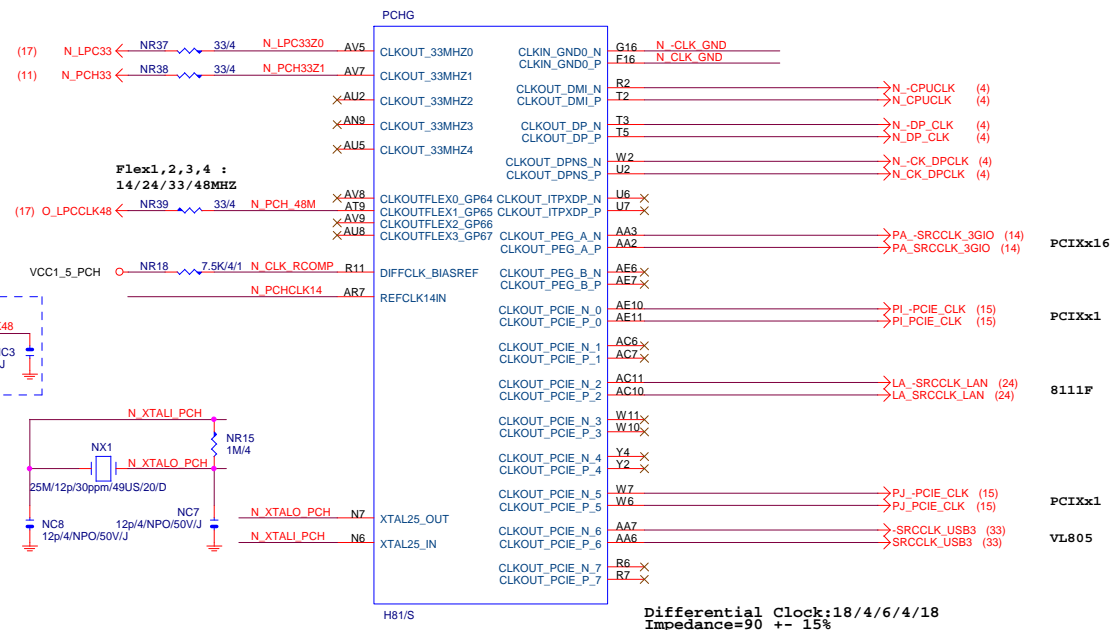 PCHG
(17) N_LPC33 NR37 33/4 N_LPC33Z0 AV5 CLKOUT_33MHZ0
(11) N_PCH33 NR38 33/4 N_PCH33Z1 AV7 CLKOUT_33MHZ1
AU2 CLKOUT_33MHZ2
AN9 CLKOUT_33MHZ3
AU5 CLKOUT_33MHZ4
Flex1,2,3,4 :
14/24/33/48MHZ
AV8 CLKOUTFLEX0_GP64
(17) O_LPCCLK48 NR39 33/4 N_PCH_48M AT9 CLKOUTFLEX1_GP65
AV9 CLKOUTFLEX2_GP66
AU8 CLKOUTFLEX3_GP67
VCC1_5_PCH NR18 7.5K/4/1 N_CLK_RCOMP R11 DIFFCLK_BIASREF
N_PCHCLK14 AR7 REFCLK14IN
48
C3
J
N_XTALI_PCH
NR15
1M/4
NX1
N_XTALO_PCH
25M/12p/30ppm/49US/20/D
NC8
12p/4/NPO/50V/J
NC7
12p/4/NPO/50V/J
N_XTALO_PCH N7 XTAL25_OUT
N_XTALI_PCH N6 XTAL25_IN
CLKIN_GND0_N G16 N_-CLK_GND
CLKIN_GND0_P F16 N_CLK_GND
CLKOUT_DMI_N R2 N_-CPUCLK (4)
CLKOUT_DMI_P T2 N_CPUCLK (4)
CLKOUT_DP_N T3 N_-DP_CLK (4)
CLKOUT_DP_P T5 N_DP_CLK (4)
CLKOUT_DPNS_N W2 N_-CK_DPCLK (4)
CLKOUT_DPNS_P U2 N_CK_DPCLK (4)
CLKOUT_ITPXDP_N U6
CLKOUT_ITPXDP_P U7
CLKOUT_PEG_A_N AA3 PA_-SRCCLK_3GIO (14)
CLKOUT_PEG_A_P AA2 PA_SRCCLK_3GIO (14)
PCIXx16
CLKOUT_PEG_B_N AE6
CLKOUT_PEG_B_P AE7
CLKOUT_PCIE_N_0 AE10 PI_-PCIE_CLK (15)
CLKOUT_PCIE_P_0 AE11 PI_PCIE_CLK (15)
PCIXx1
CLKOUT_PCIE_N_1 AC6
CLKOUT_PCIE_P_1 AC7
CLKOUT_PCIE_N_2 AC11 LA_-SRCCLK_LAN (24)
CLKOUT_PCIE_P_2 AC10 LA_SRCCLK_LAN (24)
8111F
CLKOUT_PCIE_N_3 W11
CLKOUT_PCIE_P_3 W10
CLKOUT_PCIE_N_4 Y4
CLKOUT_PCIE_P_4 Y2
CLKOUT_PCIE_N_5 W7 PJ_-PCIE_CLK (15)
CLKOUT_PCIE_P_5 W6 PJ_PCIE_CLK (15)
PCIXx1
CLKOUT_PCIE_N_6 AA7 -SRCCLK_USB3 (33)
CLKOUT_PCIE_P_6 AA6 SRCCLK_USB3 (33)
VL805
CLKOUT_PCIE_N_7 R6
CLKOUT_PCIE_P_7 R7
H81/S
Differential Clock:18/4/6/4/18
Impedance=90 +- 15%